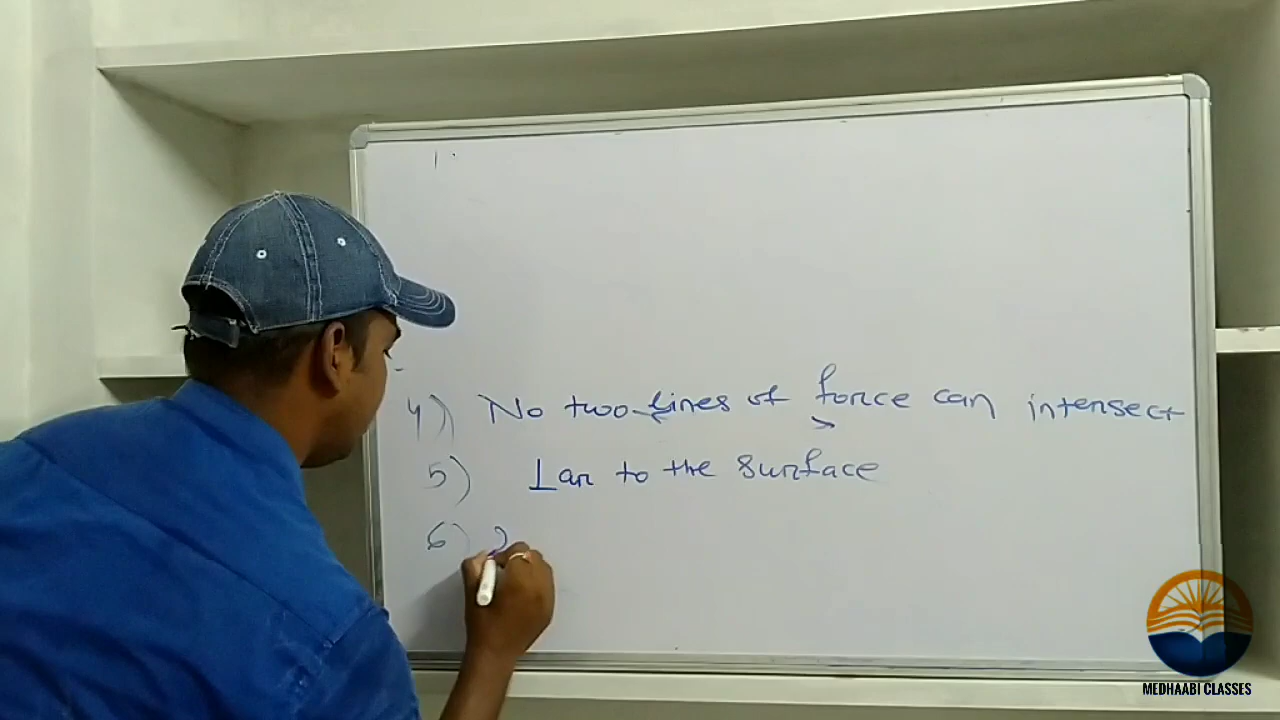 4) No two lines of force can intersect
5) ⊥ar to the surface
6)
MEDHAABI CLASSES